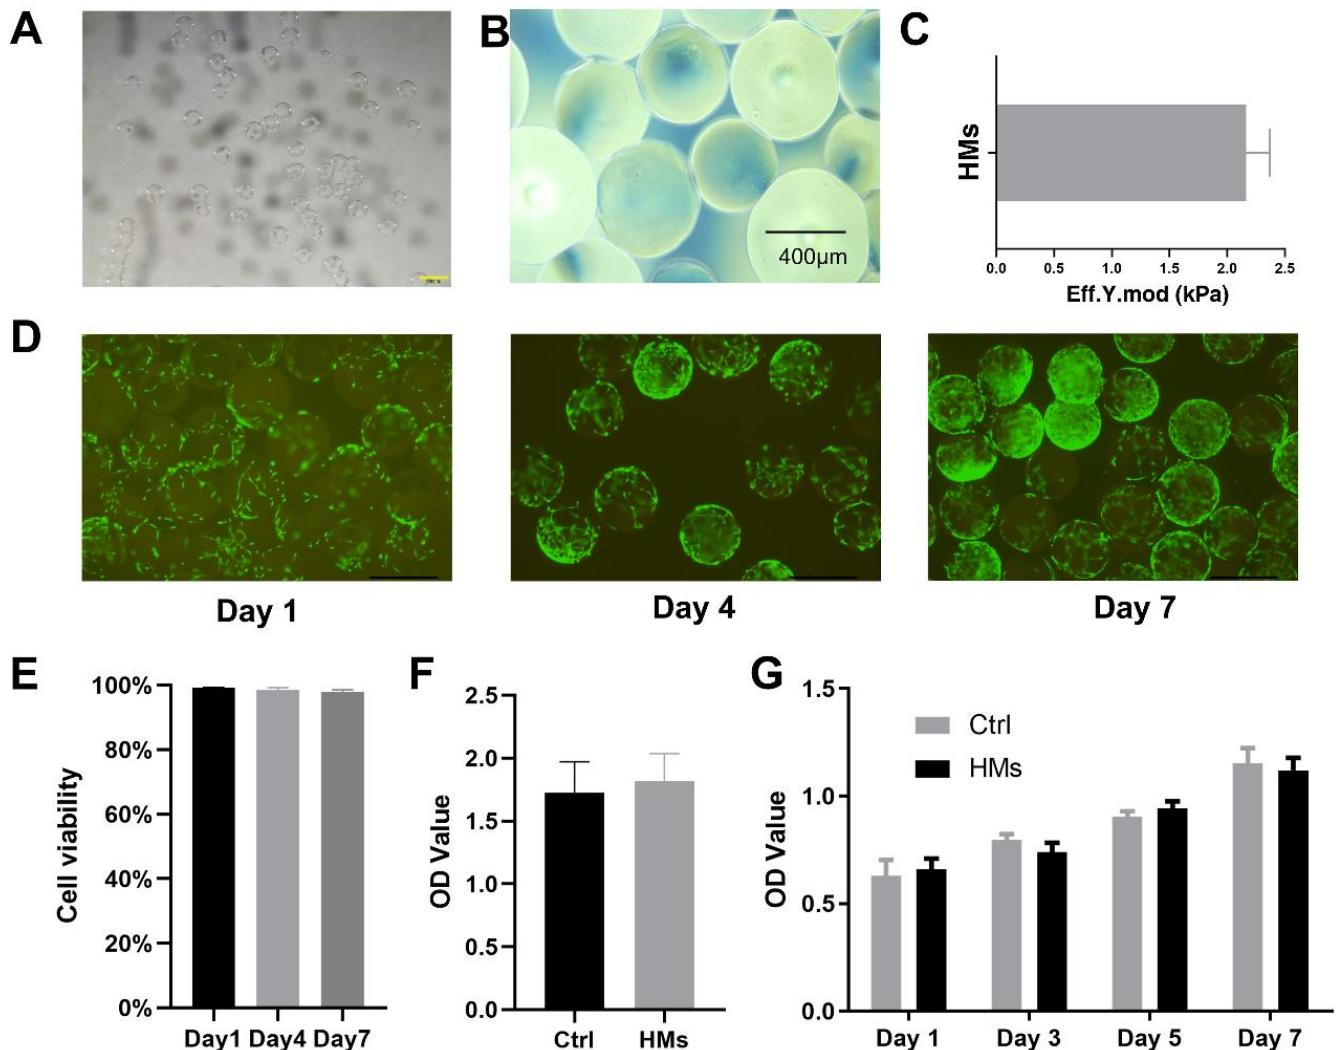 A
B
C
400μm
HMs
0.0 0.5 1.0 1.5 2.0 2.5
Eff.Y.mod (kPa)
D
Day 1
Day 4
Day 7
E
100%
80%
60%
40%
20%
0%
Cell viability
Day1 Day4 Day7
F
2.5
2.0
1.5
1.0
0.5
0.0
OD Value
Ctrl HMs
G
1.5
1.0
0.5
0.0
OD Value
Ctrl
HMs
Day 1 Day 3 Day 5 Day 7